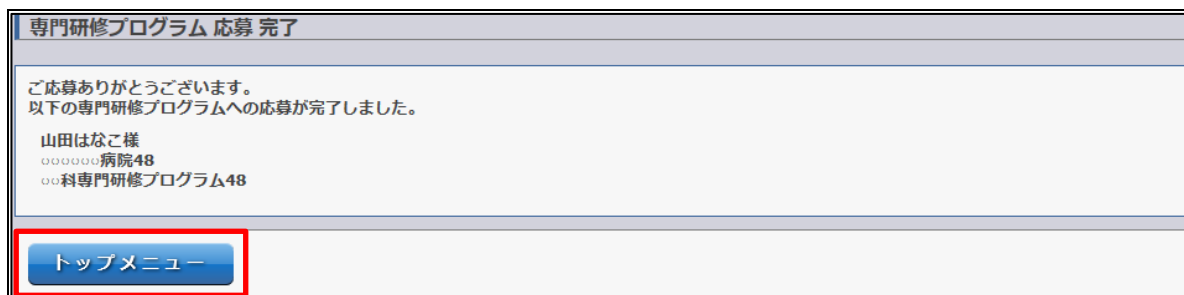 専門研修プログラム 応募 完了
ご応募ありがとうございます。
以下の専門研修プログラムへの応募が完了しました。
山田はなこ様
○○○○○○病院48
○○科専門研修プログラム48
トップメニュー